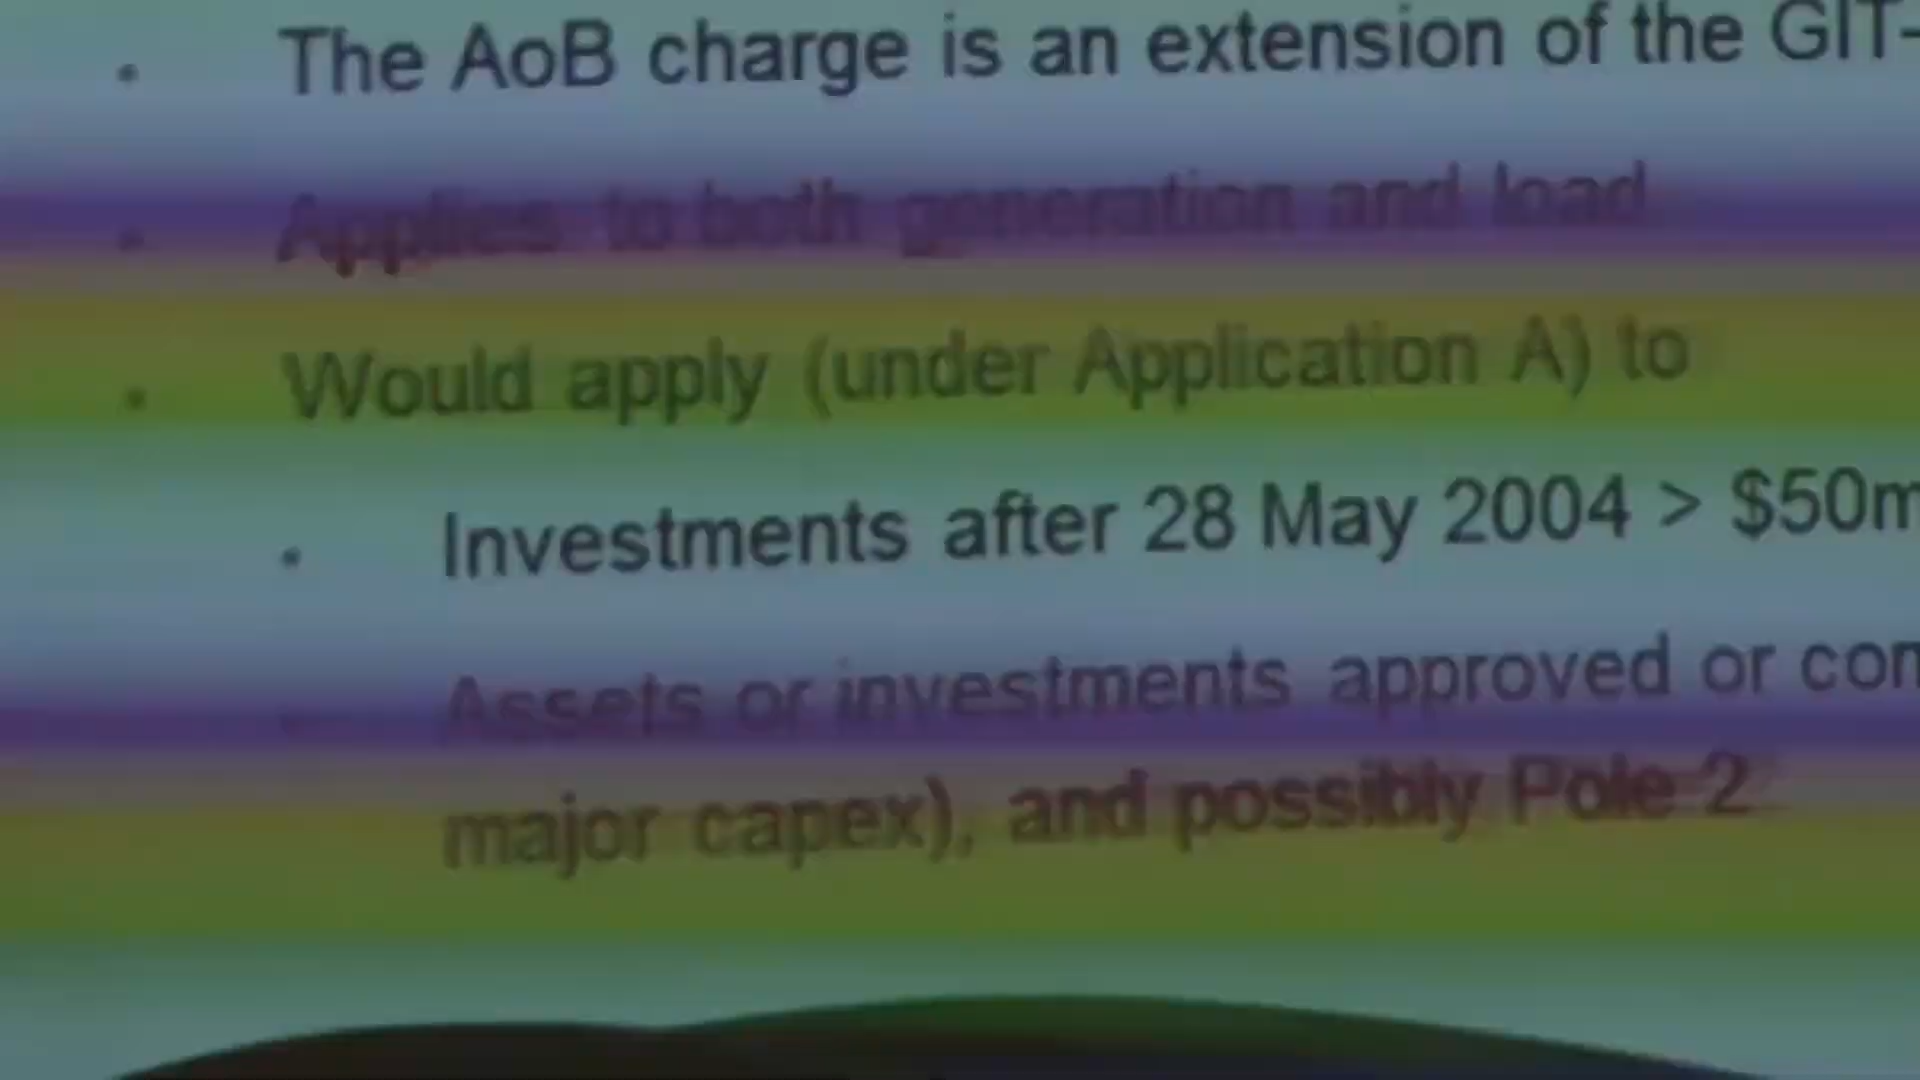 • The AoB charge is an extension of the GIT-
• Applies to both generation and load
• Would apply (under Application A) to
• Investments after 28 May 2004 > $50m
Assets or investments approved or con
major capex), and possibly Pole 2